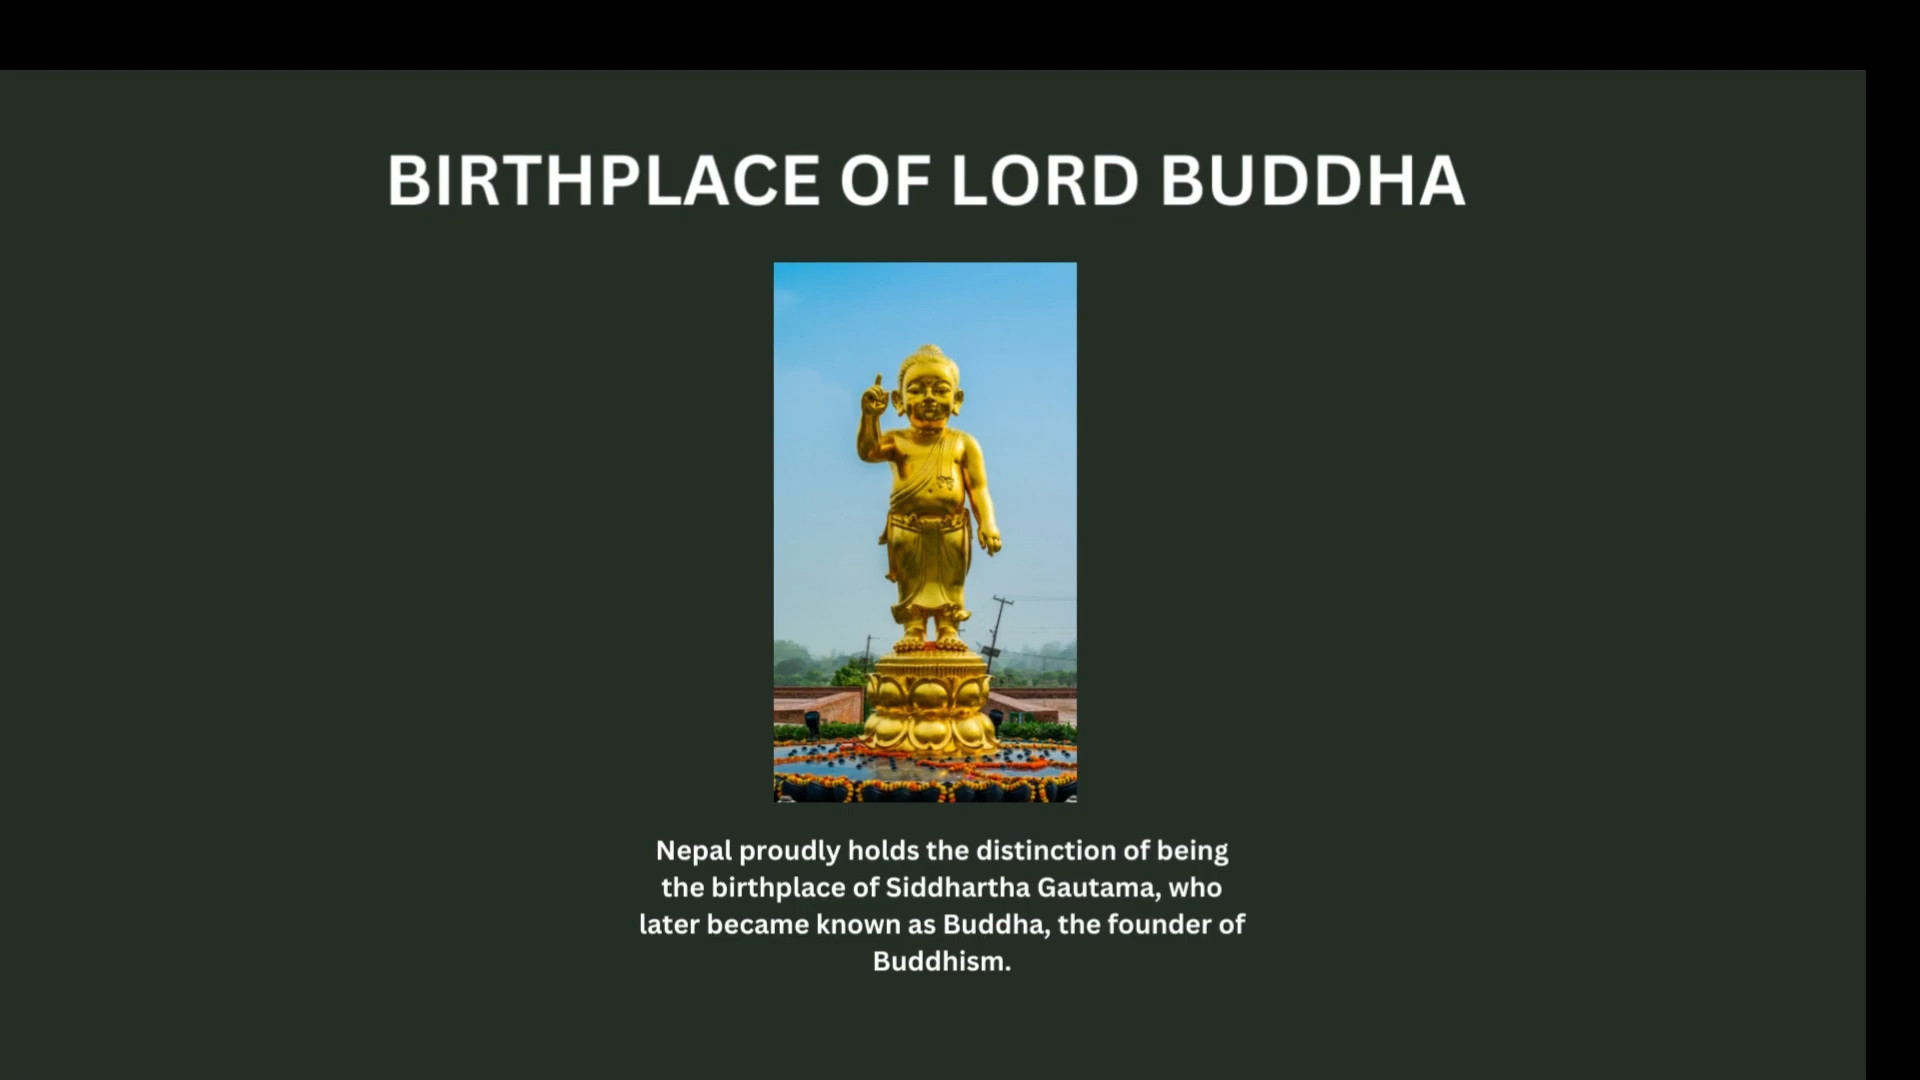 BIRTHPLACE OF LORD BUDDHA
Nepal proudly holds the distinction of being
the birthplace of Siddhartha Gautama, who
later became known as Buddha, the founder of
Buddhism.